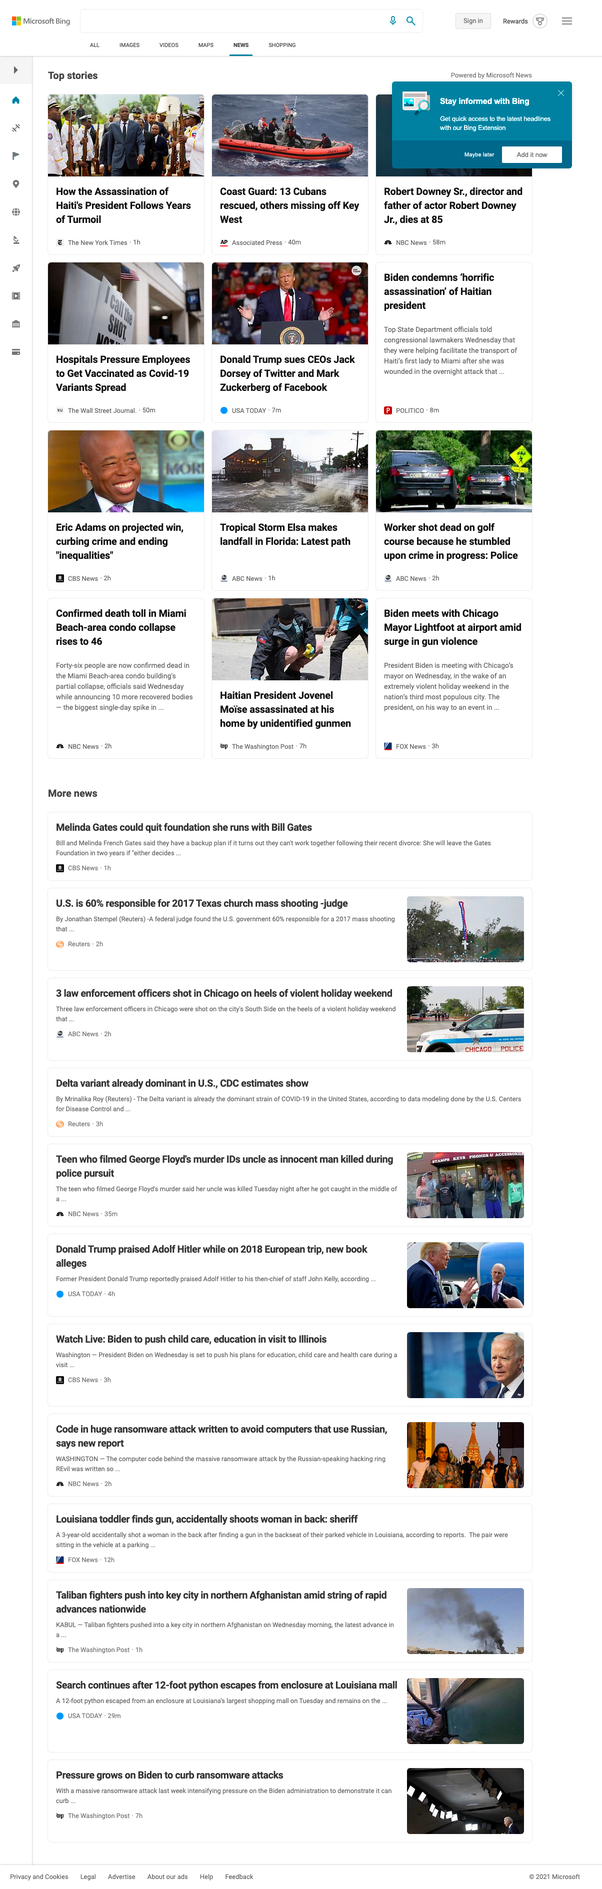 Microsoft Bing
Sign in
Rewards
ALL
IMAGES
VIDEOS
MAPS
NEWS
SHOPPING
Top stories
Powered by Microsoft News
Stay informed with Bing
Get quick access to the latest headlines
with our Bing Extension
Maybe later
Add it now
How the Assassination of
Haiti's President Follows Years
of Turmoil
The New York Times · 1h
Coast Guard: 13 Cubans
rescued, others missing off Key
West
AP Associated Press · 40m
Robert Downey Sr., director and
father of actor Robert Downey
Jr., dies at 85
NBC News · 58m
Hospitals Pressure Employees
to Get Vaccinated as Covid-19
Variants Spread
WSJ The Wall Street Journal. · 50m
Donald Trump sues CEOs Jack
Dorsey of Twitter and Mark
Zuckerberg of Facebook
USA TODAY · 7m
Biden condemns ‘horrific
assassination’ of Haitian
president
Top State Department officials told
congressional lawmakers Wednesday that
they were helping facilitate the transport of
Haiti's first lady to Miami after she was
wounded in the overnight attack that ...
P POLITICO · 8m
Eric Adams on projected win,
curbing crime and ending
"inequalities"
CBS News · 2h
Tropical Storm Elsa makes
landfall in Florida: Latest path
ABC News · 1h
Worker shot dead on golf
course because he stumbled
upon crime in progress: Police
ABC News · 2h
Confirmed death toll in Miami
Beach-area condo collapse
rises to 46
Forty-six people are now confirmed dead in
the Miami Beach-area condo building's
partial collapse, officials said Wednesday
while announcing 10 more recovered bodies
— the biggest single-day spike in ...
NBC News · 2h
Haitian President Jovenel
Moïse assassinated at his
home by unidentified gunmen
wp The Washington Post · 7h
Biden meets with Chicago
Mayor Lightfoot at airport amid
surge in gun violence
President Biden is meeting with Chicago's
mayor on Wednesday, in the wake of an
extremely violent holiday weekend in the
nation's third most populous city. The
president, on his way to an event in ...
FOX News · 3h
More news
Melinda Gates could quit foundation she runs with Bill Gates
Bill and Melinda French Gates said they have a backup plan if it turns out they can't work together following their recent divorce: She will leave the Gates
Foundation in two years if "either decides ...
CBS News · 1h
U.S. is 60% responsible for 2017 Texas church mass shooting -judge
By Jonathan Stempel (Reuters) -A federal judge found the U.S. government 60% responsible for a 2017 mass shooting
that ...
Reuters · 2h
3 law enforcement officers shot in Chicago on heels of violent holiday weekend
Three law enforcement officers in Chicago were shot on the city's South Side on the heels of a violent holiday weekend
that ...
ABC News · 2h
CHICAGO POLICE
Delta variant already dominant in U.S., CDC estimates show
By Mrinalika Roy (Reuters) - The Delta variant is already the dominant strain of COVID-19 in the United States, according to data modeling done by the U.S. Centers
for Disease Control and ...
Reuters · 3h
Teen who filmed George Floyd's murder IDs uncle as innocent man killed during
police pursuit
The teen who filmed George Floyd's murder said her uncle was killed Tuesday night after he got caught in the middle of
a ...
NBC News · 35m
Donald Trump praised Adolf Hitler while on 2018 European trip, new book
alleges
Former President Donald Trump reportedly praised Adolf Hitler to his then-chief of staff John Kelly, according ...
USA TODAY · 4h
Watch Live: Biden to push child care, education in visit to Illinois
Washington — President Biden on Wednesday is set to push his plans for education, child care and health care during a
visit ...
CBS News · 3h
Code in huge ransomware attack written to avoid computers that use Russian,
says new report
WASHINGTON — The computer code behind the massive ransomware attack by the Russian-speaking hacking ring
REvil was written so ...
NBC News · 2h
Louisiana toddler finds gun, accidentally shoots woman in back: sheriff
A 3-year-old accidentally shot a woman in the back after finding a gun in the backseat of their parked vehicle in Louisiana, according to reports. The pair were
sitting in the vehicle at a parking ...
FOX News · 12h
Taliban fighters push into key city in northern Afghanistan amid string of rapid
advances nationwide
KABUL — Taliban fighters pushed into a key city in northern Afghanistan on Wednesday morning, the latest advance in
a ...
wp The Washington Post · 1h
Search continues after 12-foot python escapes from enclosure at Louisiana mall
A 12-foot python escaped from an enclosure at Louisiana's largest shopping mall on Tuesday and remains on the ...
USA TODAY · 29m
Pressure grows on Biden to curb ransomware attacks
With a massive ransomware attack last week intensifying pressure on the Biden administration to demonstrate it can
curb ...
wp The Washington Post · 7h
Privacy and Cookies
Legal
Advertise
About our ads
Help
Feedback
© 2021 Microsoft